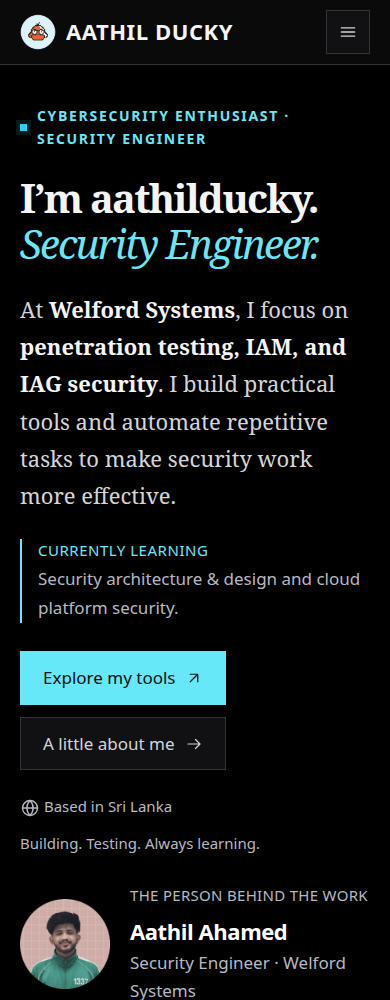 AATHIL DUCKY
CYBERSECURITY ENTHUSIAST ·
SECURITY ENGINEER
I’m aathilducky.
Security Engineer.
At Welford Systems, I focus on
penetration testing, IAM, and
IAG security. I build practical
tools and automate repetitive
tasks to make security work
more effective.
CURRENTLY LEARNING
Security architecture & design and cloud
platform security.
Explore my tools
A little about me
Based in Sri Lanka
Building. Testing. Always learning.
THE PERSON BEHIND THE WORK
Aathil Ahamed
Security Engineer · Welford
Systems
1337